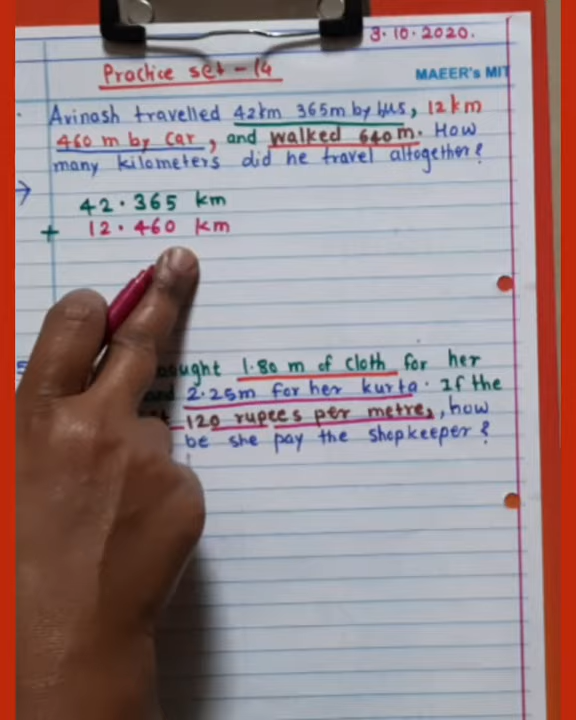 3.10.2020.
Practice set - 14
MAEER's MIT
Avinash travelled 42km 365m by bus, 12km
460 m by car, and walked 640m. How
many kilometers did he travel altogether?
→
42.365 km
+ 12.460 km
bought 1.80 m of cloth for her
and 2.25m for her kurta. If the
120 rupees per metre, how
be she pay the shopkeeper?